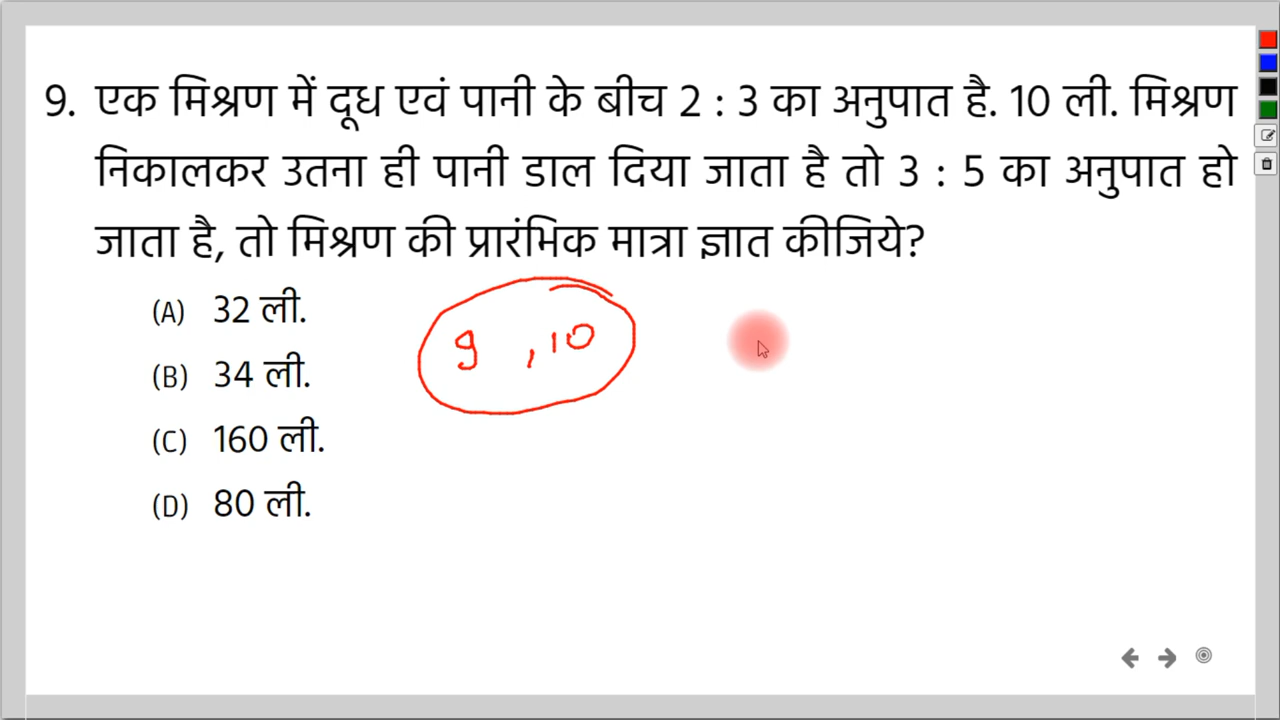 9. एक मिश्रण में दूध एवं पानी के बीच 2 : 3 का अनुपात है. 10 ली. मिश्रण
निकालकर उतना ही पानी डाल दिया जाता है तो 3 : 5 का अनुपात हो
जाता है, तो मिश्रण की प्रारंभिक मात्रा ज्ञात कीजिये?
(A) 32 ली.
9 , 10
(B) 34 ली.
(C) 160 ली.
(D) 80 ली.